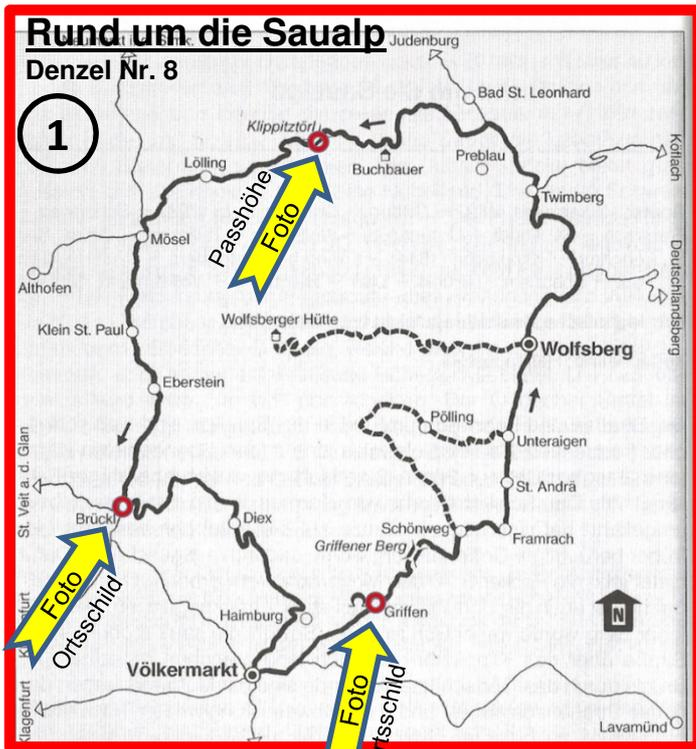 Rund um die Saualp
Denzel Nr. 8
1
Judenburg
Bad St. Leonhard
Klippitztörl
Köflach
Buchbauer
Preblau
Lölling
Twimberg
Passhöhe
Foto
Mösel
Althofen
Deutschlandsberg
Wolfsberger Hütte
Klein St. Paul
Wolfsberg
Eberstein
Pölling
Unteraigen
St. Veit a. d. Glan
St. Andrä
Brückl
Diex
Schönweg
Framrach
Griffener Berg
Foto
Ortsschild
Haimburg
Griffen
N
Völkermarkt
Foto
rtsschild
Klagenfurt
Lavamünd